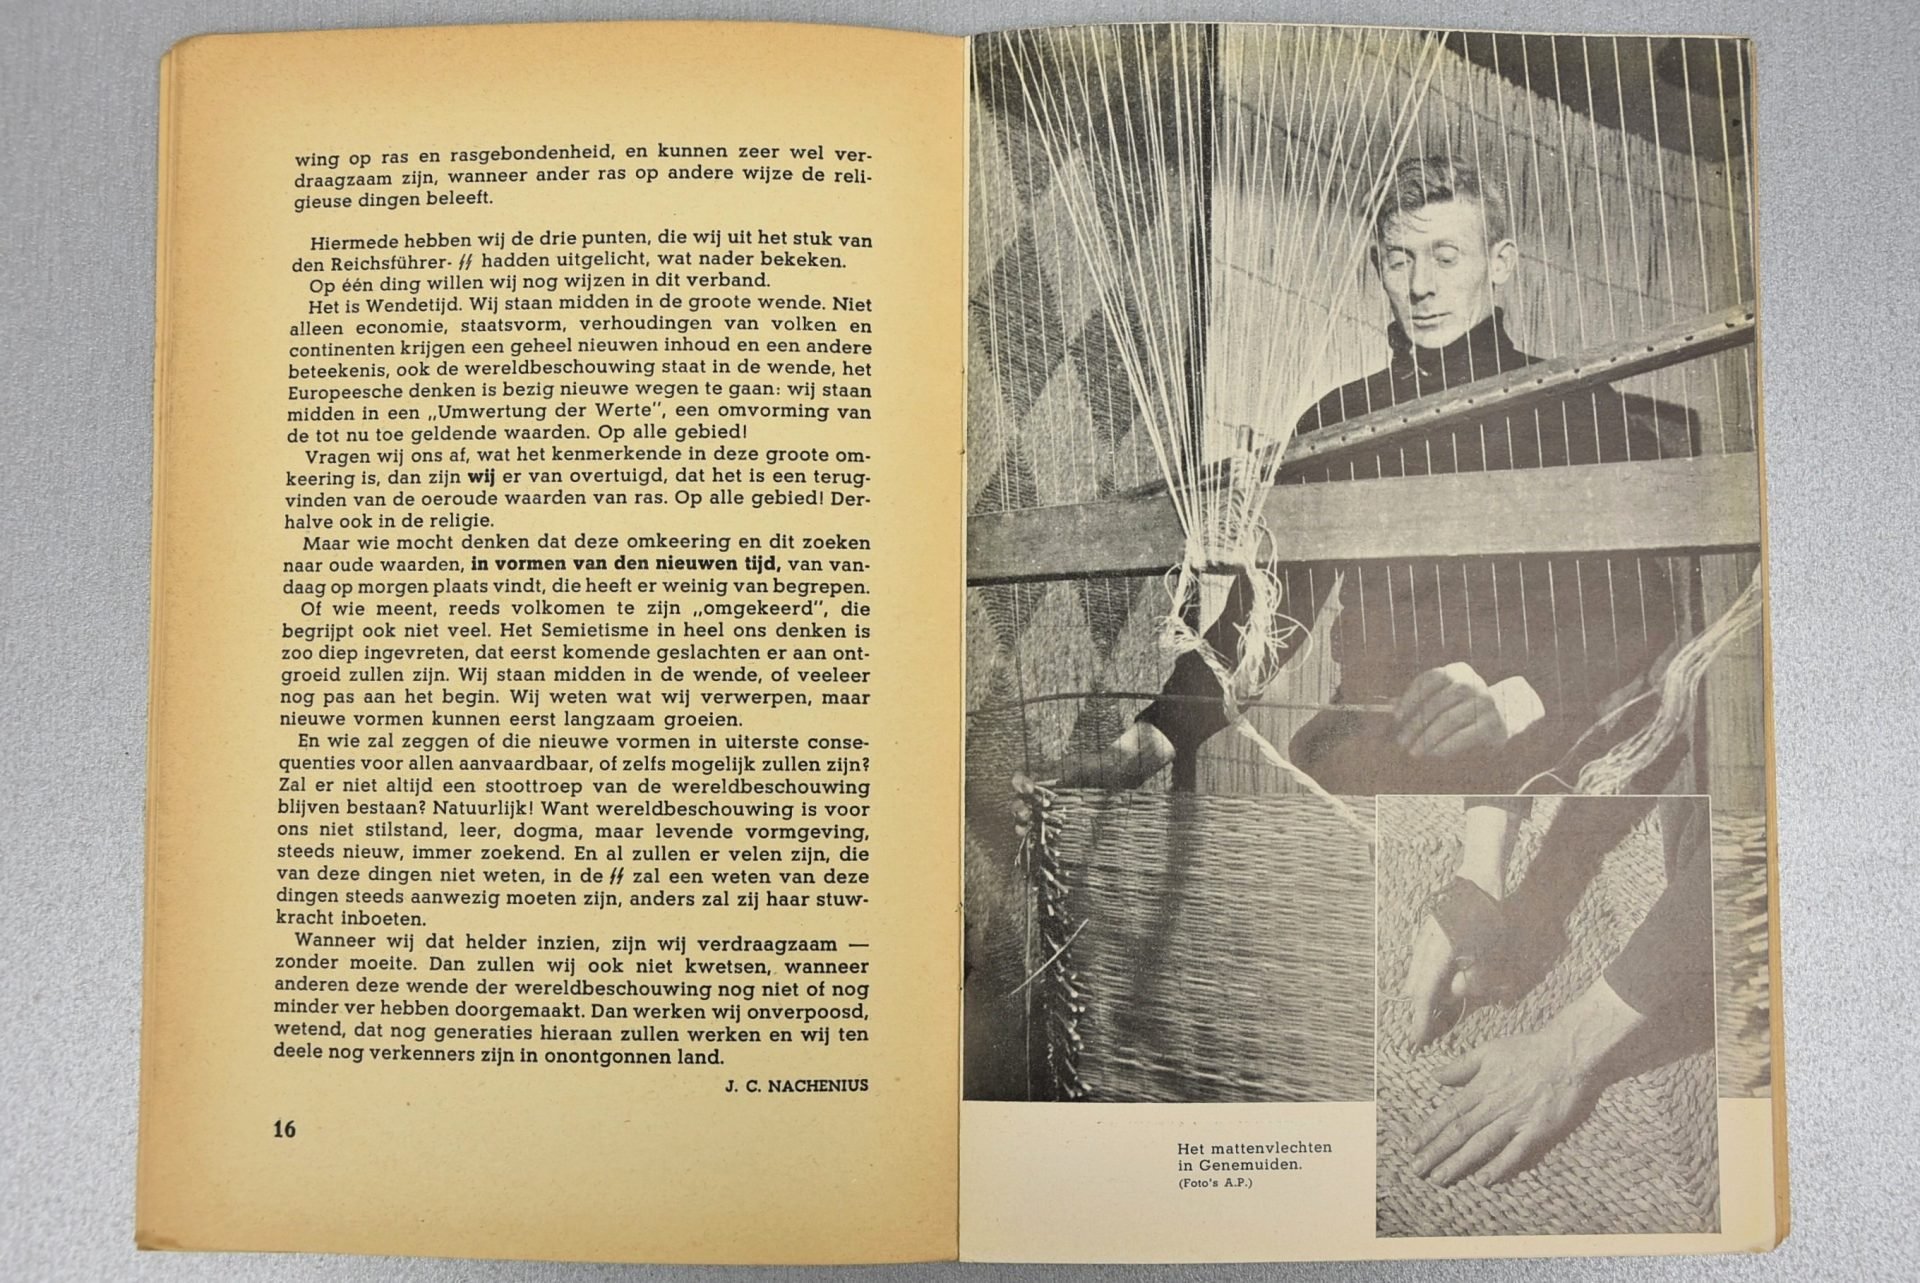 wing op ras en rasgebondenheid, en kunnen zeer wel ver-
draagzaam zijn, wanneer ander ras op andere wijze de reli-
gieuse dingen beleeft.
Hiermede hebben wij de drie punten, die wij uit het stuk van
den Reichsführer-ᛋᛋ hadden uitgelicht, wat nader bekeken.
Op één ding willen wij nog wijzen in dit verband.
Het is Wendetijd. Wij staan midden in de groote wende. Niet
alleen economie, staatsvorm, verhoudingen van volken en
continenten krijgen een geheel nieuwen inhoud en een andere
beteekenis, ook de wereldbeschouwing staat in de wende, het
Europeesche denken is bezig nieuwe wegen te gaan: wij staan
midden in een „Umwertung der Werte”, een omvorming van
de tot nu toe geldende waarden. Op alle gebied!
Vragen wij ons af, wat het kenmerkende in deze groote om-
keering is, dan zijn wij er van overtuigd, dat het is een terug-
vinden van de oeroude waarden van ras. Op alle gebied! Der-
halve ook in de religie.
Maar wie mocht denken dat deze omkeering en dit zoeken
naar oude waarden, in vormen van den nieuwen tijd, van van-
daag op morgen plaats vindt, die heeft er weinig van begrepen.
Of wie meent, reeds volkomen te zijn „omgekeerd”, die
begrijpt ook niet veel. Het Semietisme in heel ons denken is
zoo diep ingevreten, dat eerst komende geslachten er aan ont-
groeid zullen zijn. Wij staan midden in de wende, of veeleer
nog pas aan het begin. Wij weten wat wij verwerpen, maar
nieuwe vormen kunnen eerst langzaam groeien.
En wie zal zeggen of die nieuwe vormen in uiterste conse-
quenties voor allen aanvaardbaar, of zelfs mogelijk zullen zijn?
Zal er niet altijd een stoottroep van de wereldbeschouwing
blijven bestaan? Natuurlijk! Want wereldbeschouwing is voor
ons niet stilstand, leer, dogma, maar levende vormgeving,
steeds nieuw, immer zoekend. En al zullen er velen zijn, die
van deze dingen niet weten, in de ᛋᛋ zal een weten van deze
dingen steeds aanwezig moeten zijn, anders zal zij haar stuw-
kracht inboeten.
Wanneer wij dat helder inzien, zijn wij verdraagzaam —
zonder moeite. Dan zullen wij ook niet kwetsen, wanneer
anderen deze wende der wereldbeschouwing nog niet of nog
minder ver hebben doorgemaakt. Dan werken wij onverpoosd,
wetend, dat nog generaties hieraan zullen werken en wij ten
deele nog verkenners zijn in onontgonnen land.
J. C. NACHENIUS
16
Het mattenvlechten
in Genemuiden.
(Foto's A.P.)